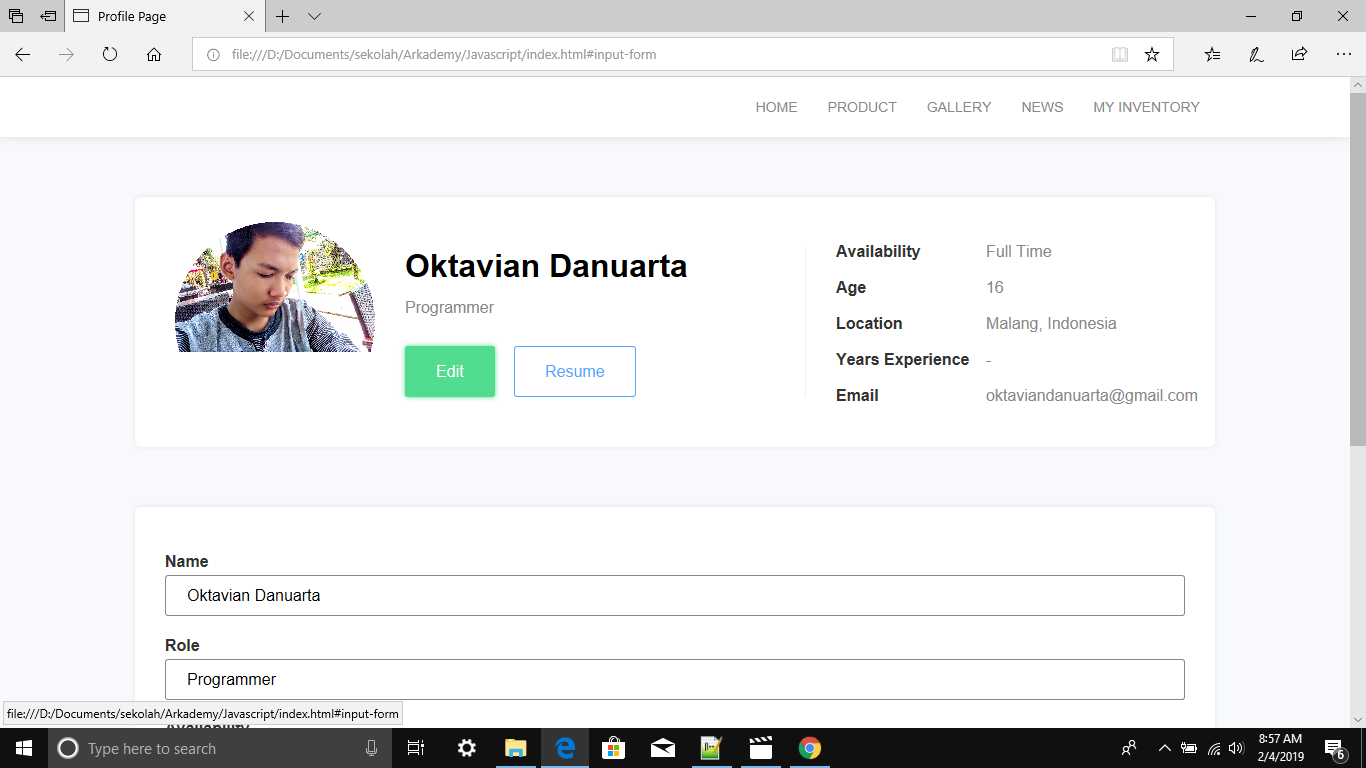 Profile Page
file:///D:/Documents/sekolah/Arkademy/Javascript/index.html#input-form
HOME PRODUCT GALLERY NEWS MY INVENTORY
Oktavian Danuarta
Programmer
Edit Resume
Availability Full Time
Age 16
Location Malang, Indonesia
Years Experience -
Email oktaviandanuarta@gmail.com
Name
Oktavian Danuarta
Role
Programmer
Availability
file:///D:/Documents/sekolah/Arkademy/Javascript/index.html#input-form
Type here to search
8:57 AM
2/4/2019
6